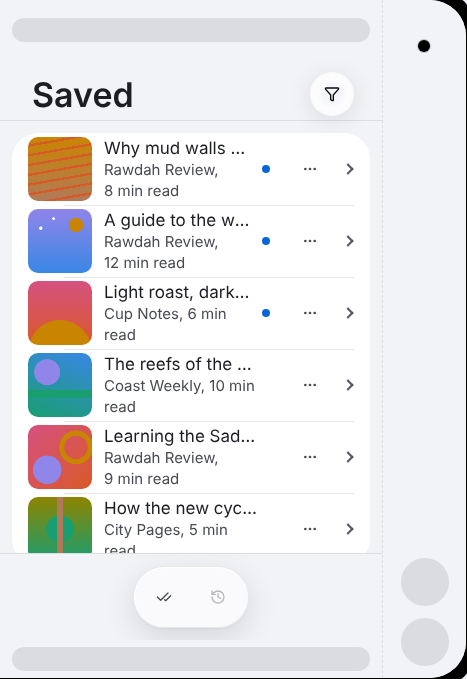 Saved
Why mud walls ...
Rawdah Review,
8 min read
A guide to the w...
Rawdah Review,
12 min read
Light roast, dark...
Cup Notes, 6 min
read
The reefs of the ...
Coast Weekly, 10 min
read
Learning the Sad...
Rawdah Review,
9 min read
How the new cyc...
City Pages, 5 min
read